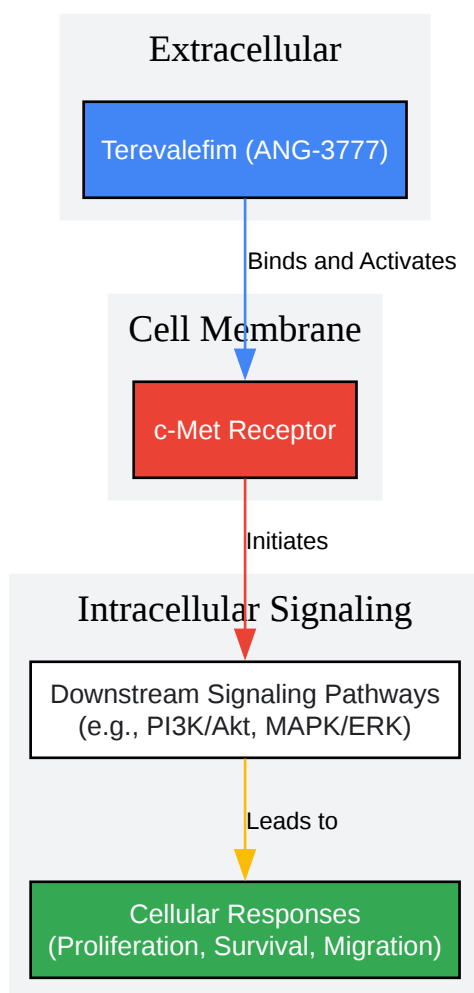 Extracellular
Terevalefim (ANG-3777)
Binds and Activates
Cell Membrane
c-Met Receptor
Initiates
Intracellular Signaling
Downstream Signaling Pathways
(e.g., PI3K/Akt, MAPK/ERK)
Leads to
Cellular Responses
(Proliferation, Survival, Migration)